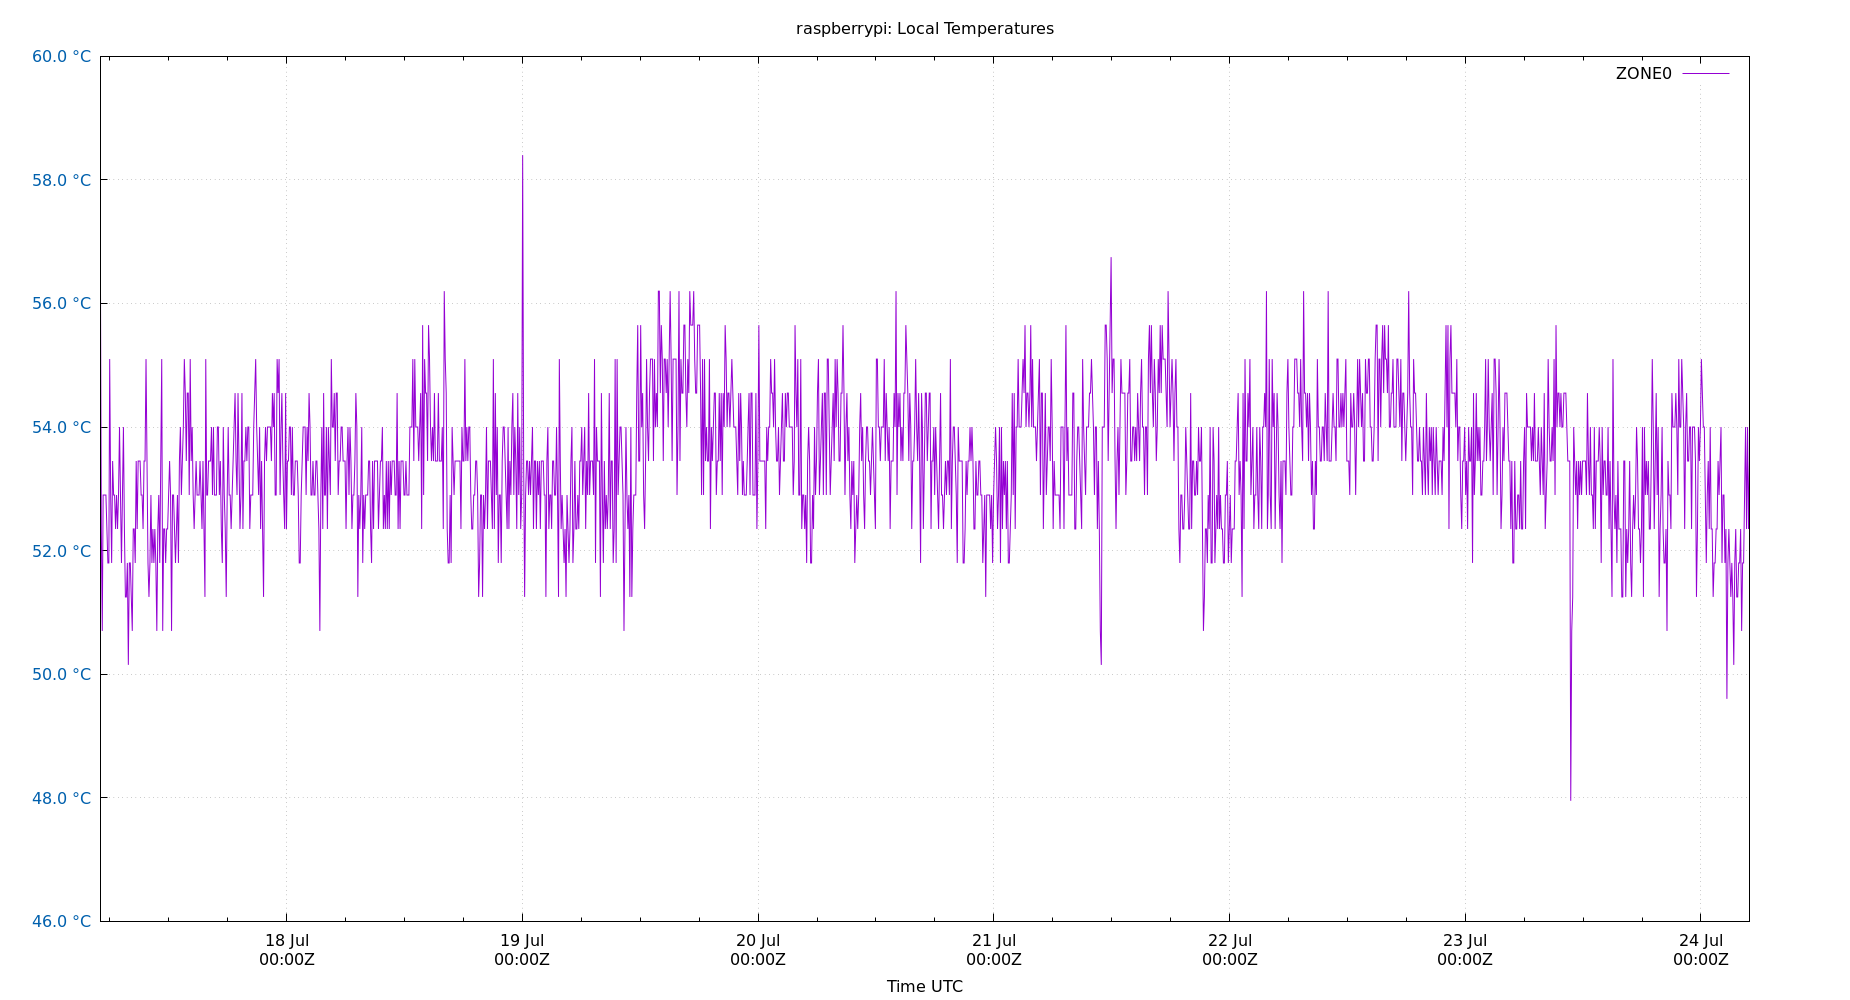 raspberrypi: Local Temperatures
60.0 °C
ZONE0
58.0 °C
56.0 °C
54.0 °C
52.0 °C
50.0 °C
48.0 °C
46.0 °C
18 Jul 19 Jul 20 Jul 21 Jul 22 Jul 23 Jul 24 Jul
00:00Z 00:00Z 00:00Z 00:00Z 00:00Z 00:00Z 00:00Z
Time UTC